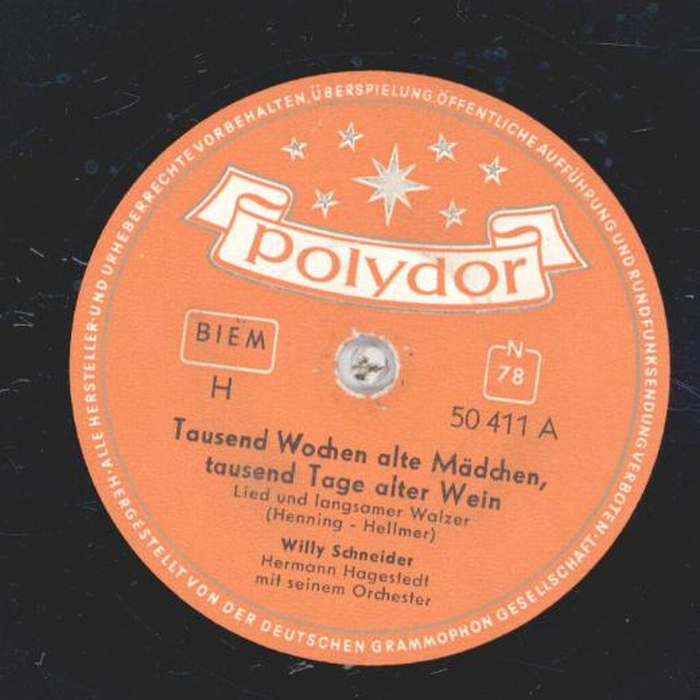 ALLE HERSTELLER- UND URHEBERRECHTE VORBEHALTEN. ÜBERSPIELUNG, ÖFFENTLICHE AUFFÜHRUNG UND RUNDFUNKSENDUNG VERBOTEN.
polydor
BIEM
H
N
78
50 411 A
Tausend Wochen alte Mädchen,
tausend Tage alter Wein
Lied und langsamer Walzer
(Henning - Hellmer)
Willy Schneider
Hermann Hagestedt
mit seinem Orchester
HERGESTELLT VON DER DEUTSCHEN GRAMMOPHON GESELLSCHAFT